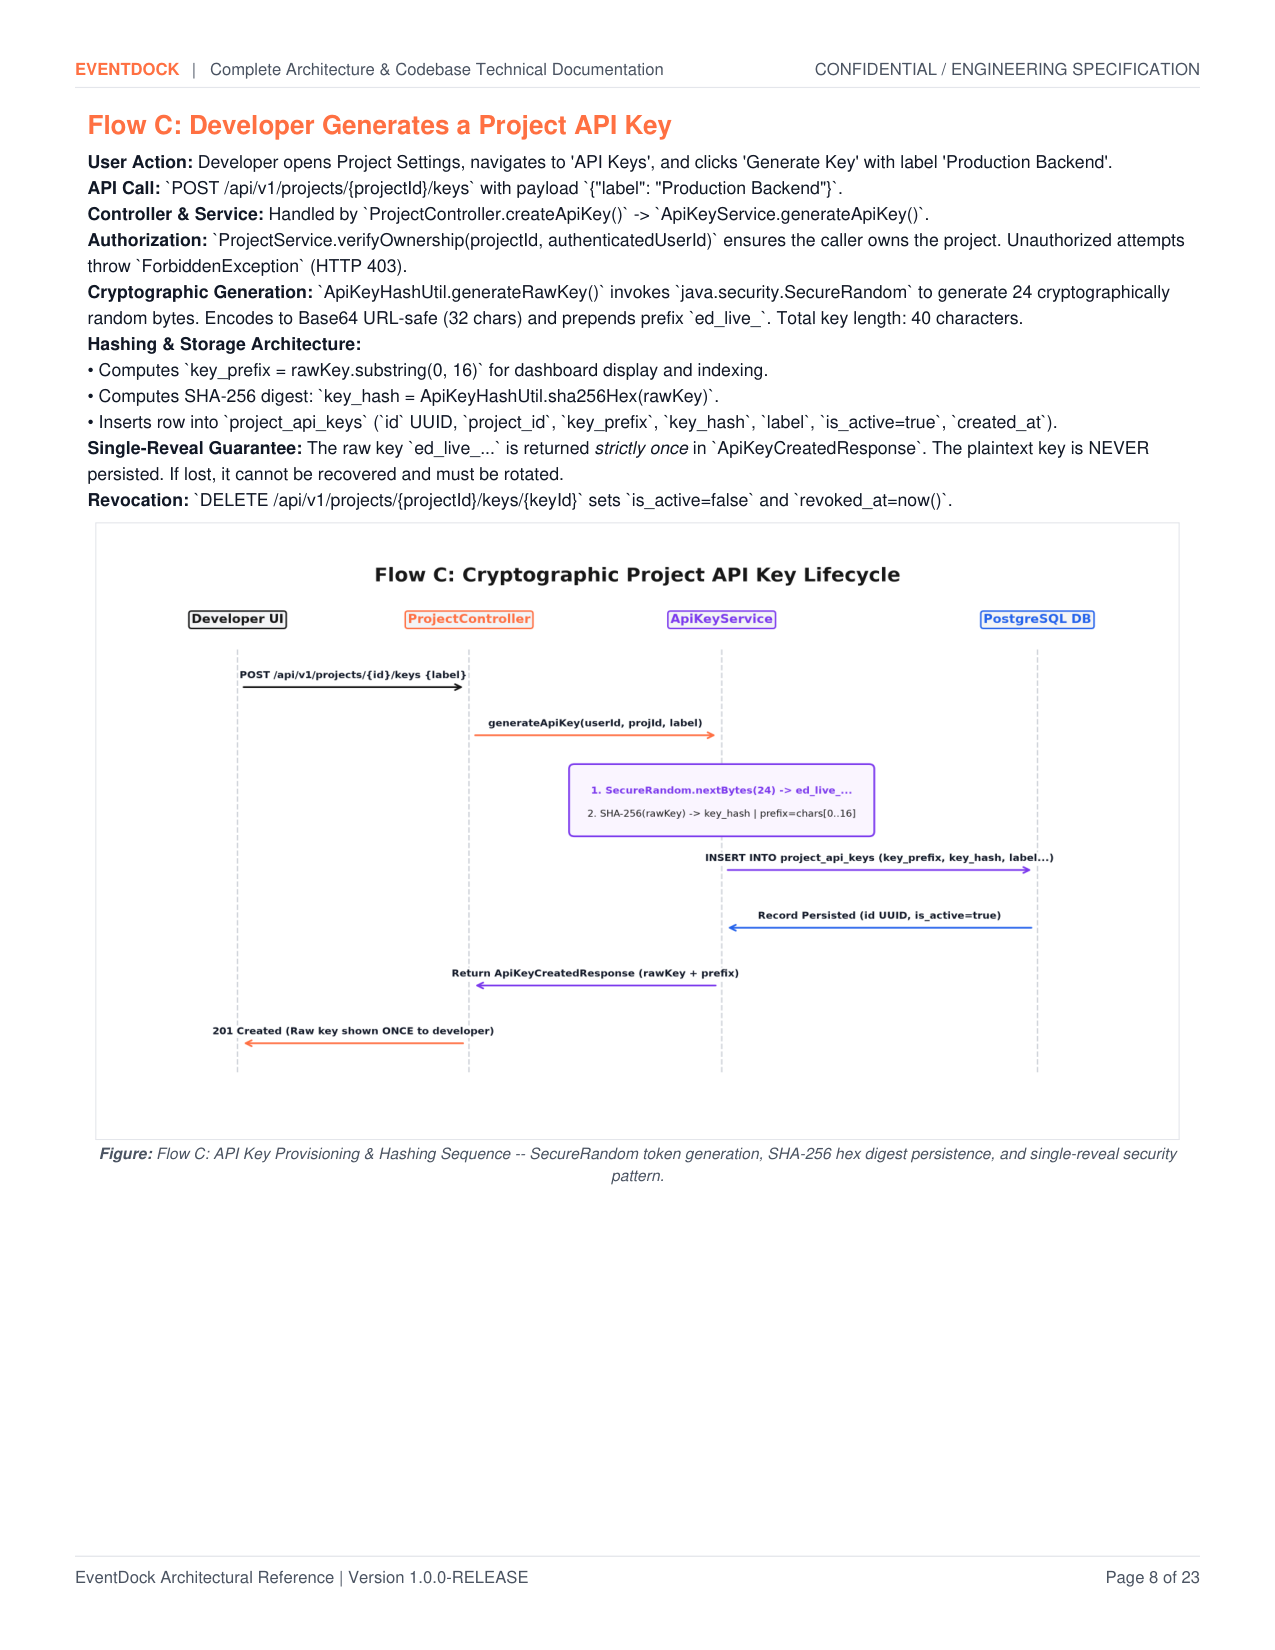 EVENTDOCK | Complete Architecture & Codebase Technical Documentation CONFIDENTIAL / ENGINEERING SPECIFICATION
Flow C: Developer Generates a Project API Key
User Action: Developer opens Project Settings, navigates to 'API Keys', and clicks 'Generate Key' with label 'Production Backend'.
API Call: `POST /api/v1/projects/{projectId}/keys` with payload `{"label": "Production Backend"}`.
Controller & Service: Handled by `ProjectController.createApiKey()` -> `ApiKeyService.generateApiKey()`.
Authorization: `ProjectService.verifyOwnership(projectId, authenticatedUserId)` ensures the caller owns the project. Unauthorized attempts
throw `ForbiddenException` (HTTP 403).
Cryptographic Generation: `ApiKeyHashUtil.generateRawKey()` invokes `java.security.SecureRandom` to generate 24 cryptographically
random bytes. Encodes to Base64 URL-safe (32 chars) and prepends prefix `ed_live_`. Total key length: 40 characters.
Hashing & Storage Architecture:
• Computes `key_prefix = rawKey.substring(0, 16)` for dashboard display and indexing.
• Computes SHA-256 digest: `key_hash = ApiKeyHashUtil.sha256Hex(rawKey)`.
• Inserts row into `project_api_keys` (`id` UUID, `project_id`, `key_prefix`, `key_hash`, `label`, `is_active=true`, `created_at`).
Single-Reveal Guarantee: The raw key `ed_live_...` is returned strictly once in `ApiKeyCreatedResponse`. The plaintext key is NEVER
persisted. If lost, it cannot be recovered and must be rotated.
Revocation: `DELETE /api/v1/projects/{projectId}/keys/{keyId}` sets `is_active=false` and `revoked_at=now()`.
Flow C: Cryptographic Project API Key Lifecycle
Developer UI ProjectController ApiKeyService PostgreSQL DB
POST /api/v1/projects/{id}/keys {label}
generateApiKey(userId, projId, label)
1. SecureRandom.nextBytes(24) -> ed_live_...
2. SHA-256(rawKey) -> key_hash | prefix=chars[0..16]
INSERT INTO project_api_keys (key_prefix, key_hash, label...)
Record Persisted (id UUID, is_active=true)
Return ApiKeyCreatedResponse (rawKey + prefix)
201 Created (Raw key shown ONCE to developer)
Figure: Flow C: API Key Provisioning & Hashing Sequence -- SecureRandom token generation, SHA-256 hex digest persistence, and single-reveal security
pattern.
EventDock Architectural Reference | Version 1.0.0-RELEASE Page 8 of 23